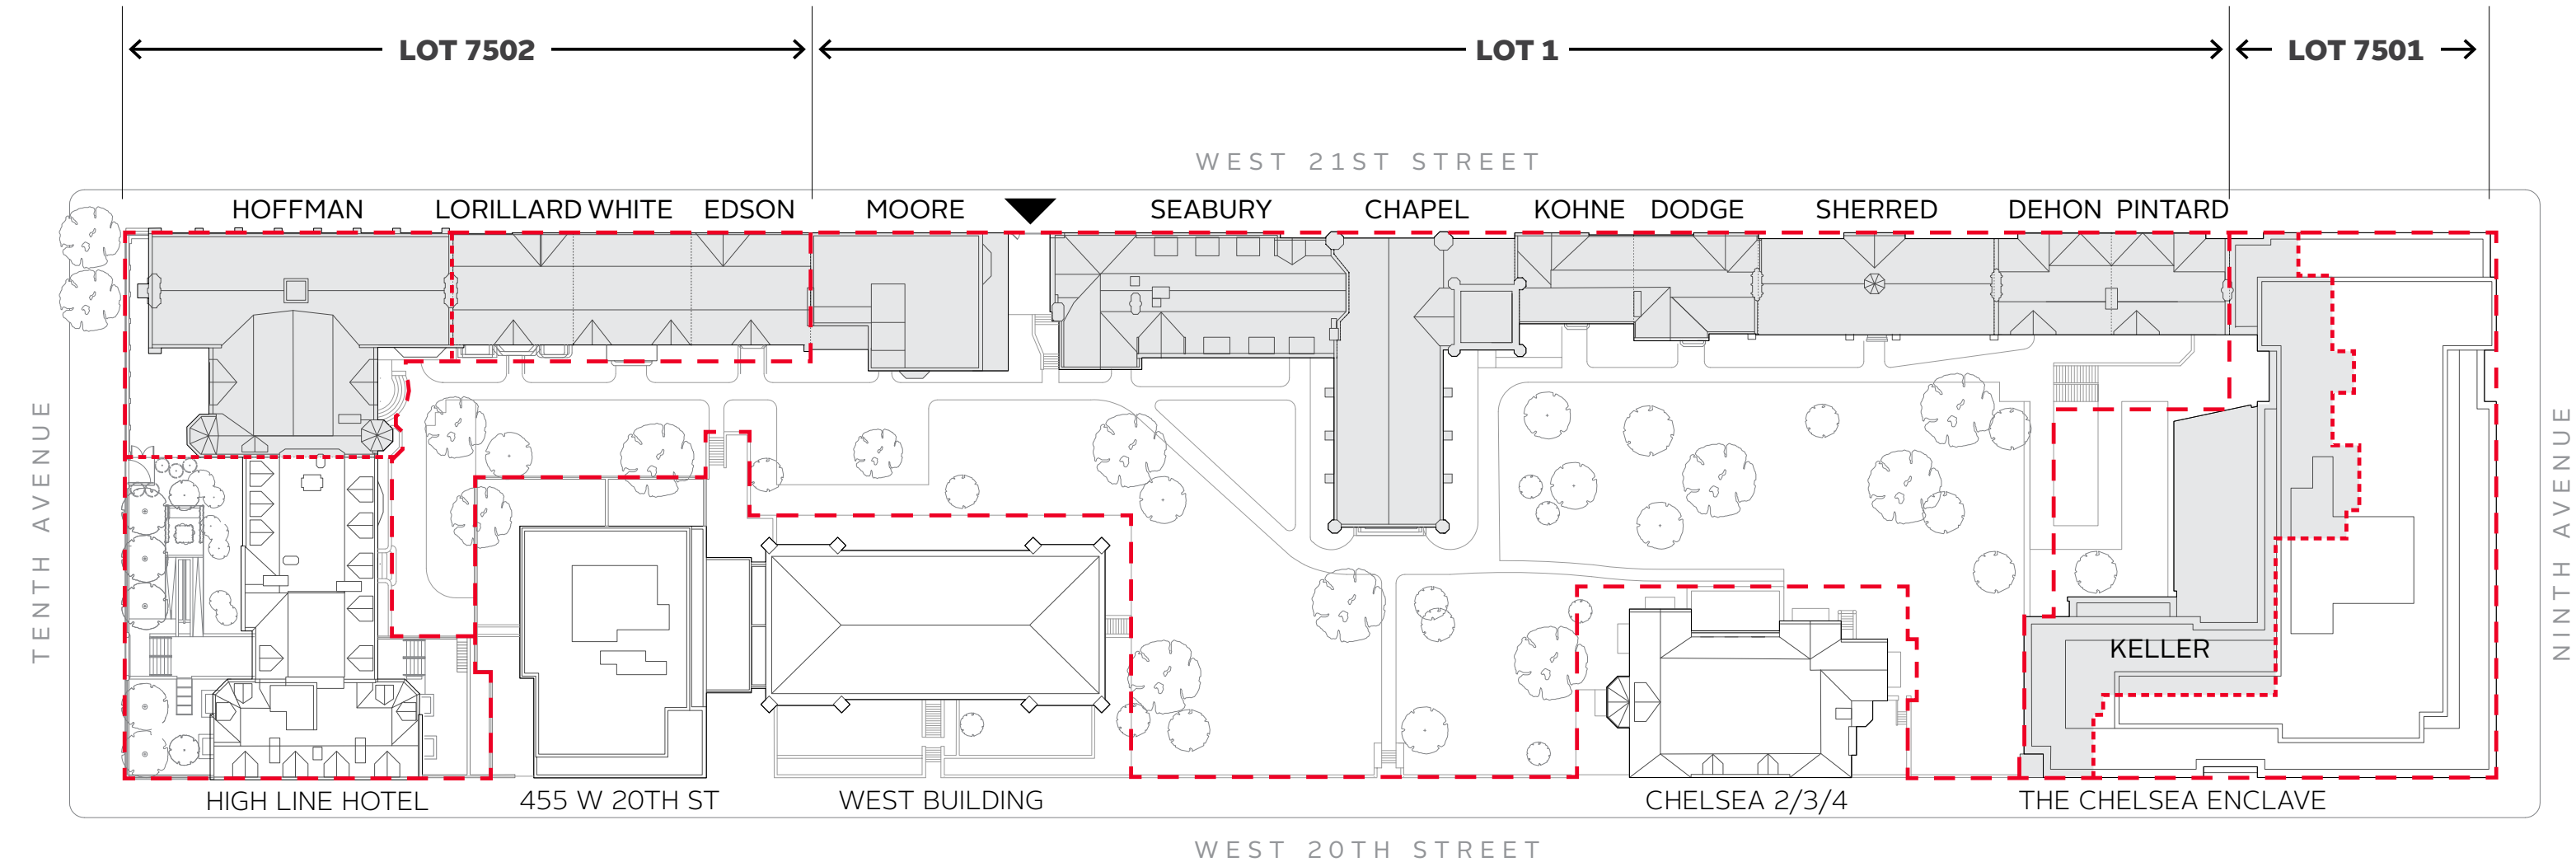 LOT 7502 LOT 1 LOT 7501
WEST 21ST STREET
HOFFMAN LORILLARD WHITE EDSON MOORE SEABURY CHAPEL KOHNE DODGE SHERRED DEHON PINTARD
TENTH AVENUE
NINTH AVENUE
KELLER
HIGH LINE HOTEL 455 W 20TH ST WEST BUILDING CHELSEA 2/3/4 THE CHELSEA ENCLAVE
WEST 20TH STREET